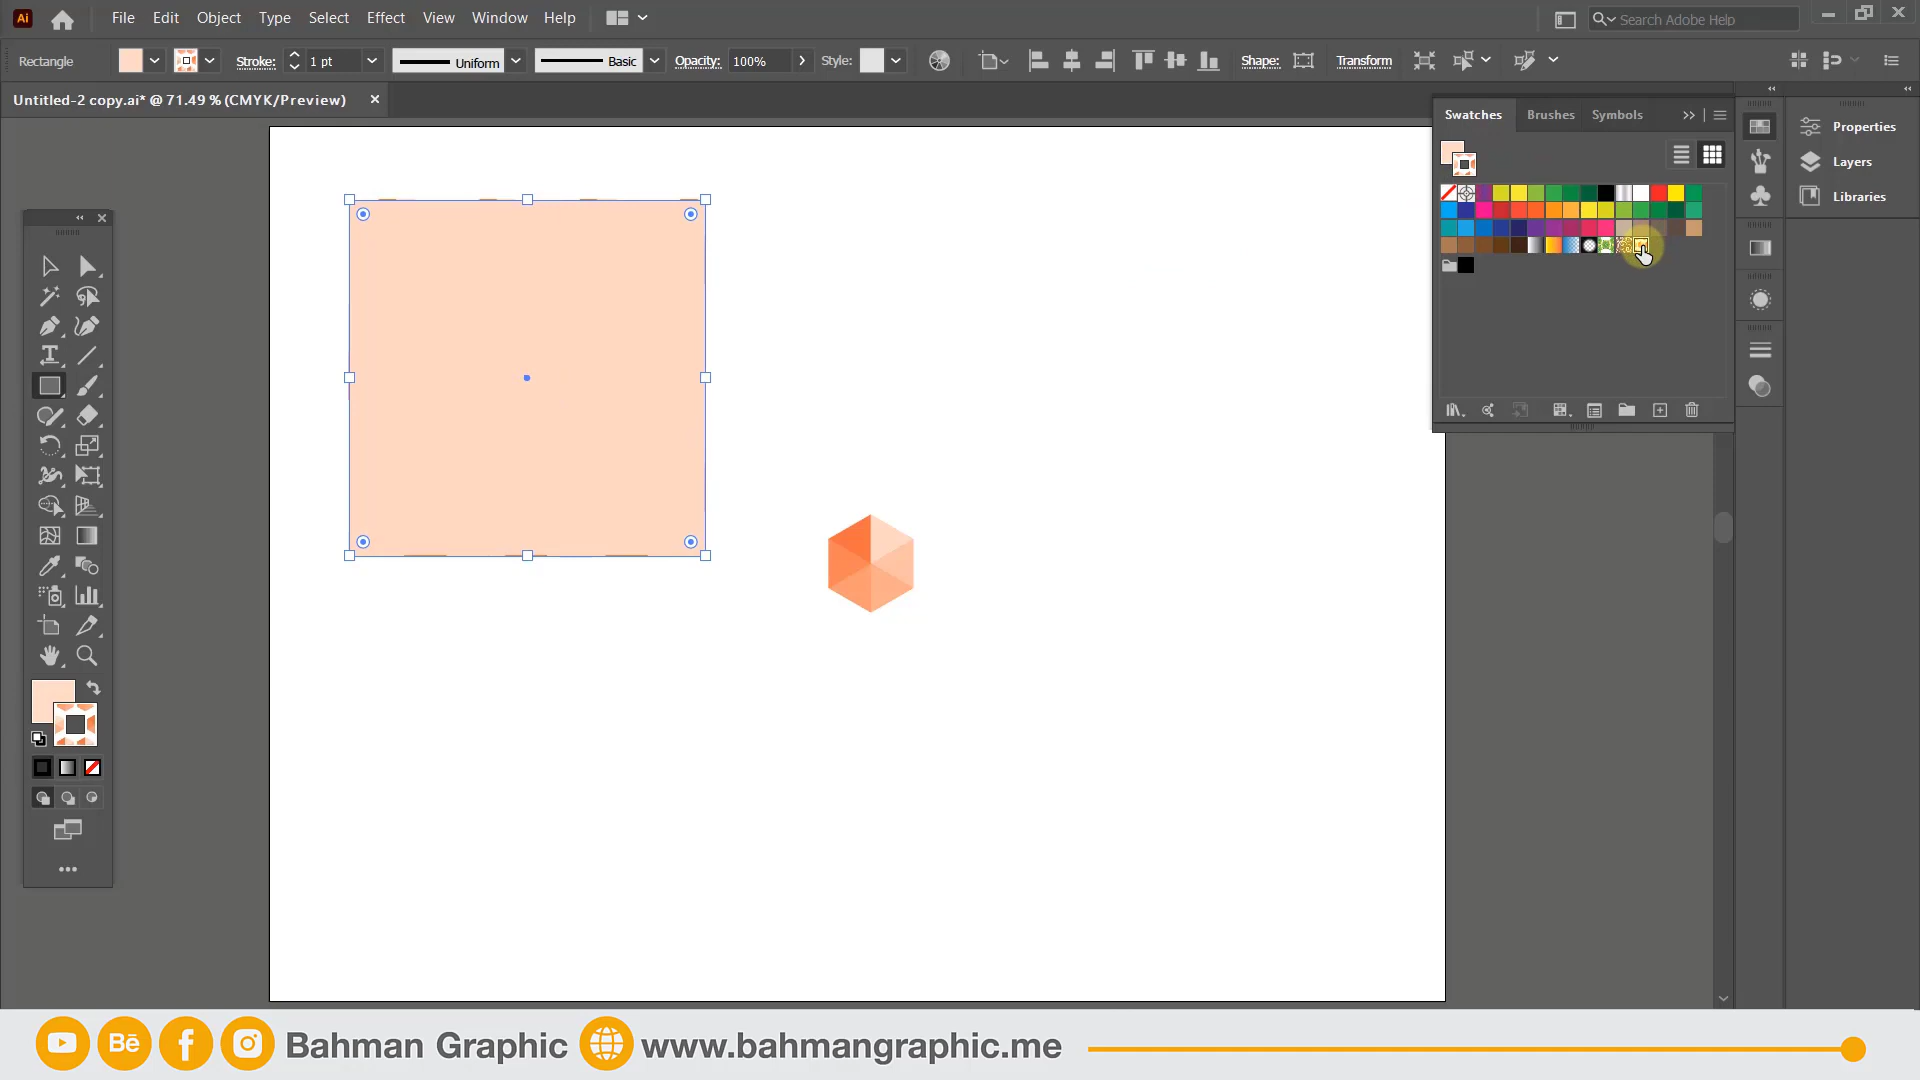 Ai File Edit Object Type Select Effect View Window Help Search Adobe Help
Rectangle Stroke: 1 pt Uniform Basic Opacity: 100% Style: Shape: Transform
Untitled-2 copy.ai* @ 71.49 % (CMYK/Preview)
Swatches Brushes Symbols
Properties
Layers
Libraries
Bē Bahman Graphic www.bahmangraphic.me